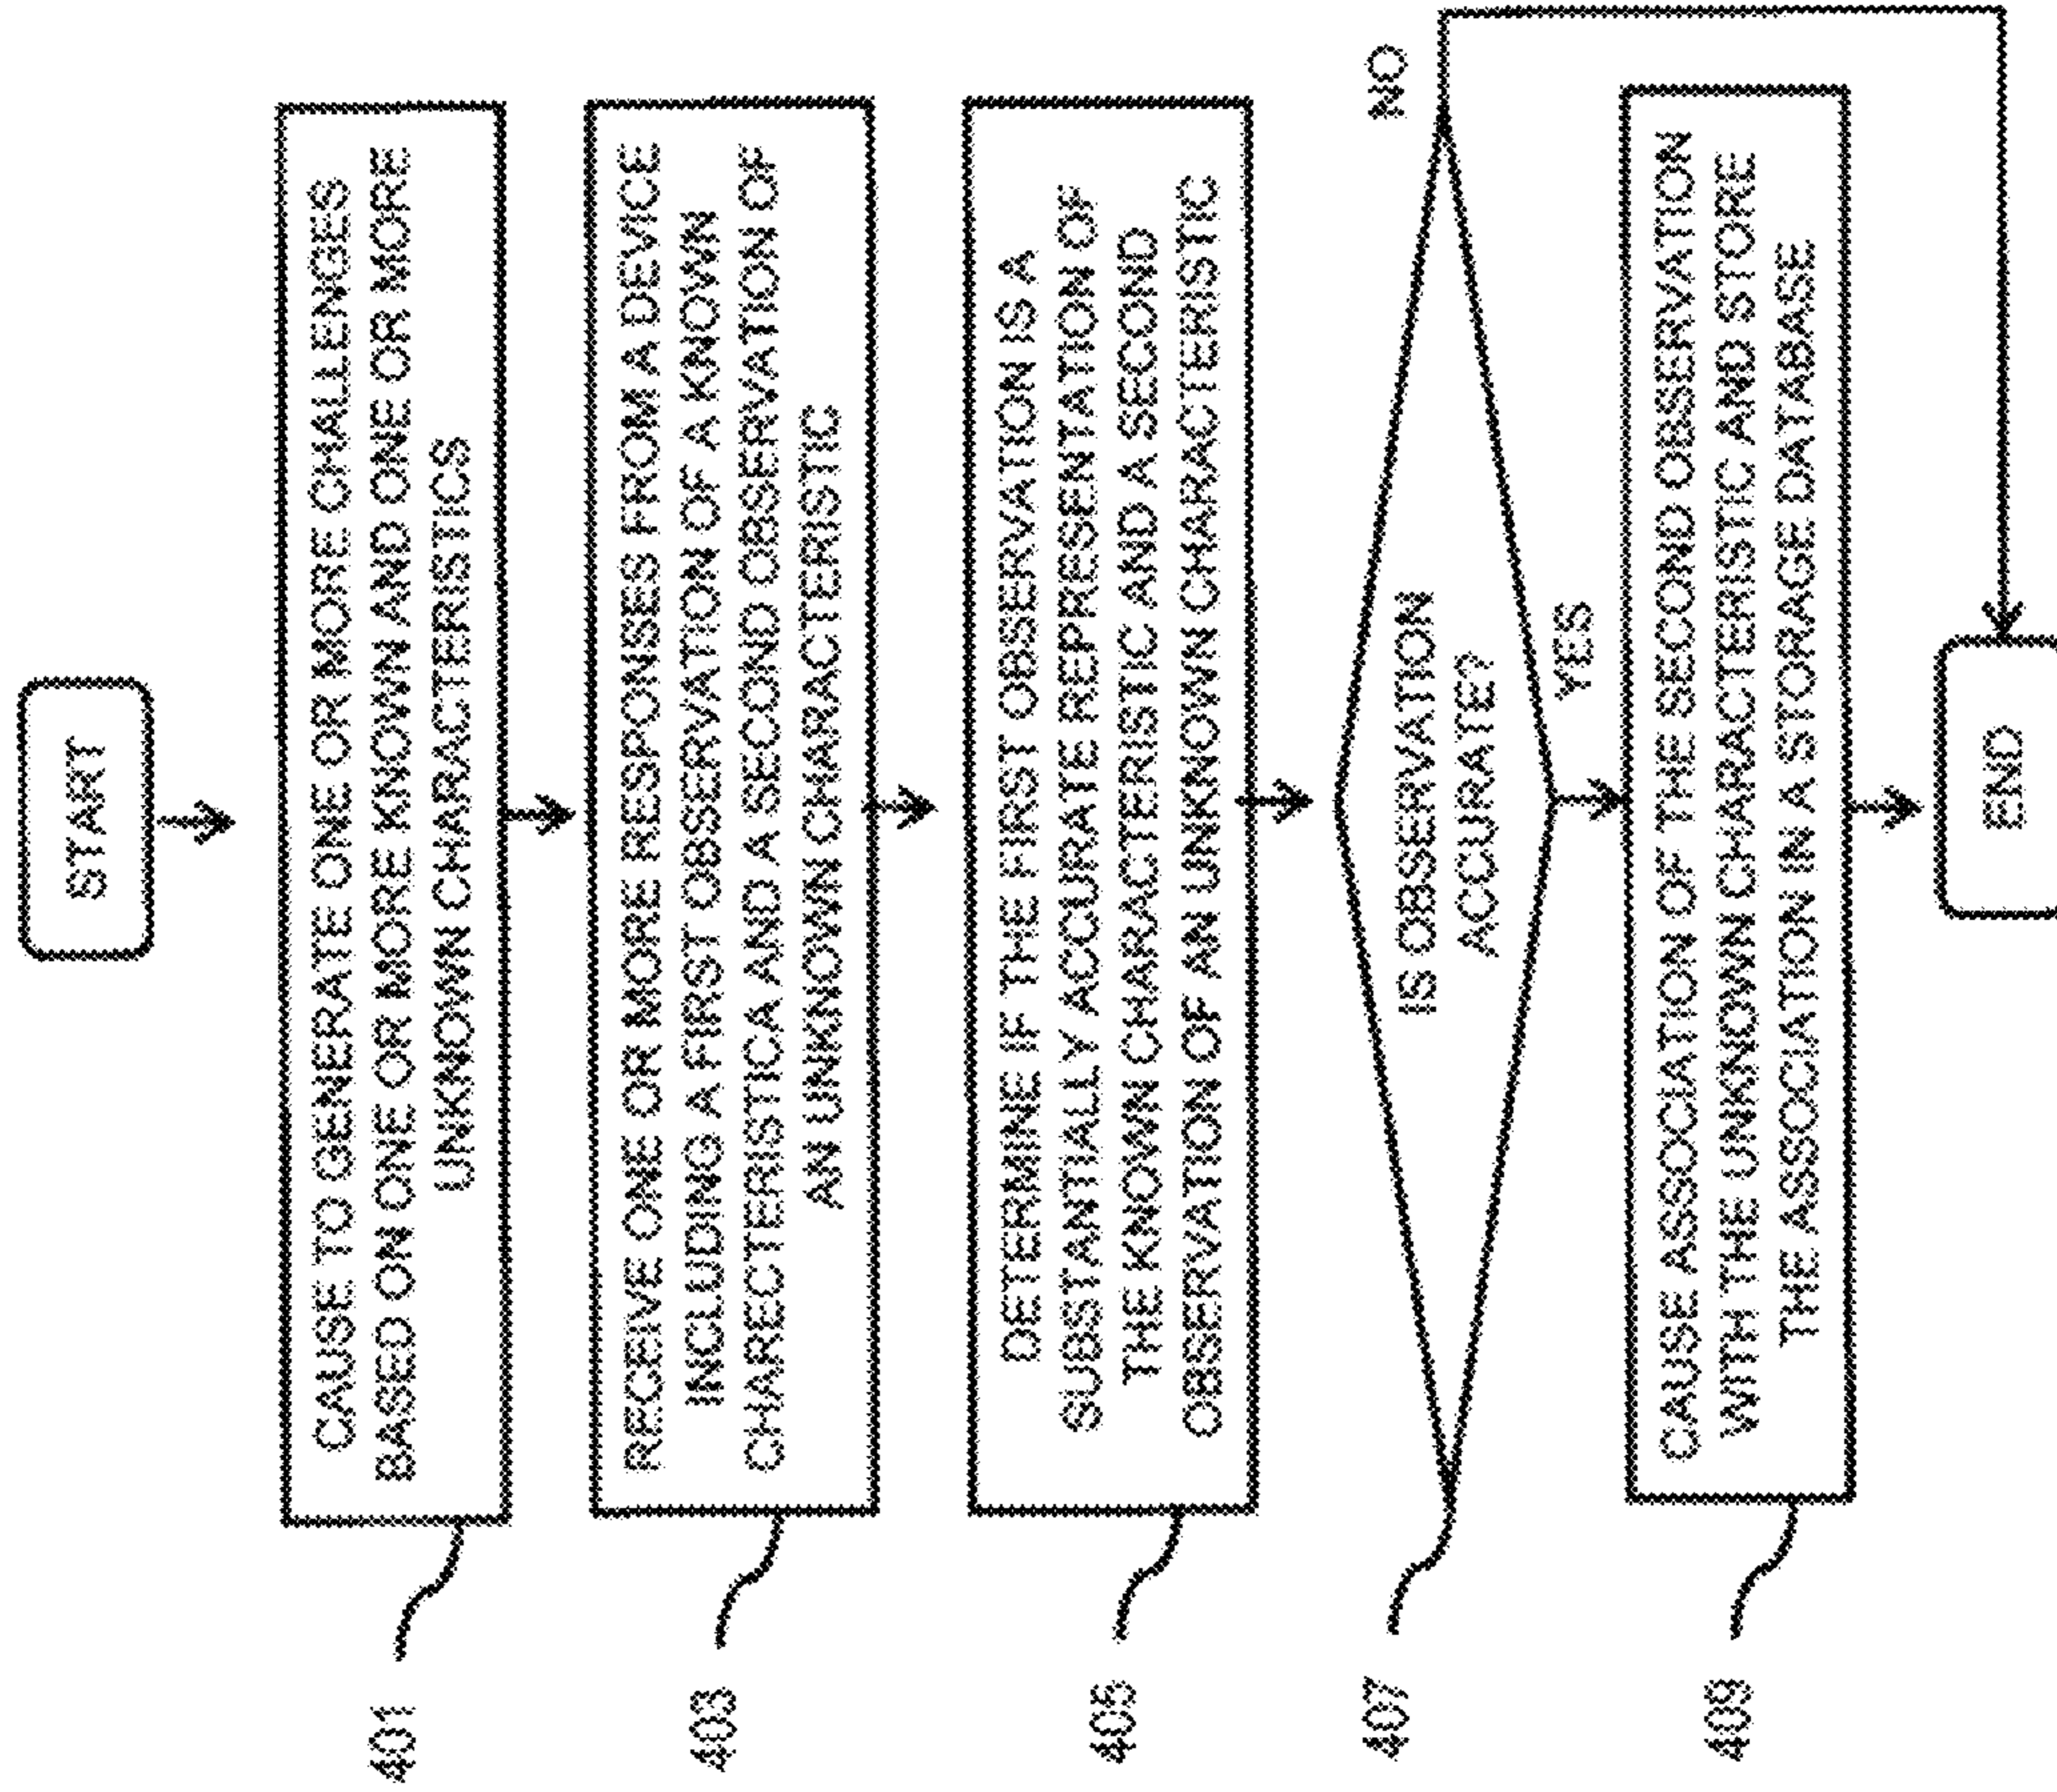 START
401
CAUSE TO GENERATE ONE OR MORE CHALLENGES
BASED ON ONE OR MORE KNOWN AND ONE OR MORE
UNKNOWN CHARACTERISTICS
403
RECEIVE ONE OR MORE RESPONSES FROM A DEVICE
INCLUDING A FIRST OBSERVATION OF A KNOWN
CHARECTERISTICA AND A SECOND OBSERVATION OF
AN UNKNOWN CHARACTERISTIC
405
DETERMINE IF THE FIRST OBSERVATION IS A
SUBSTANTIALLY ACCURATE REPRESENTATION OF
THE KNOWN CHARACTERISTIC AND A SECOND
OBSERVATION OF AN UNKNOWN CHARACTERISTIC
407
IS OBSERVATION
ACCURATE?
NO
YES
409
CAUSE ASSOCIATION OF THE SECOND OBSERVATION
WITH THE UNKNOWN CHARACTERISTIC AND STORE
THE ASSOCIATION IN A STORAGE DATABASE
END